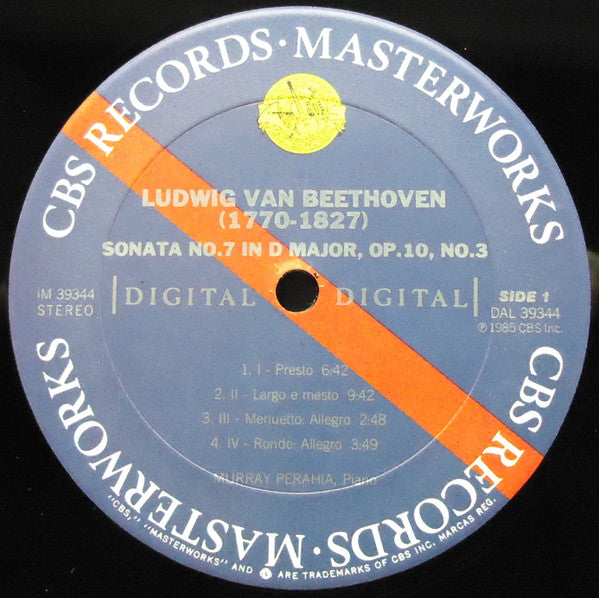 CBS RECORDS · MASTERWORKS
LUDWIG VAN BEETHOVEN
(1770-1827)
SONATA NO.7 IN D MAJOR, OP.10, NO.3
IM 39344
STEREO
DIGITAL DIGITAL
SIDE 1
DAL 39344
℗ 1985 CBS Inc.
1. I - Presto 6:42
2. II - Largo e mesto 9:42
3. III - Menuetto: Allegro 2:48
4. IV - Rondo: Allegro 3:49
MURRAY PERAHIA, Piano
CBS RECORDS · MASTERWORKS
"CBS," "MASTERWORKS" and ARE TRADEMARKS OF CBS INC. MARCAS REG.